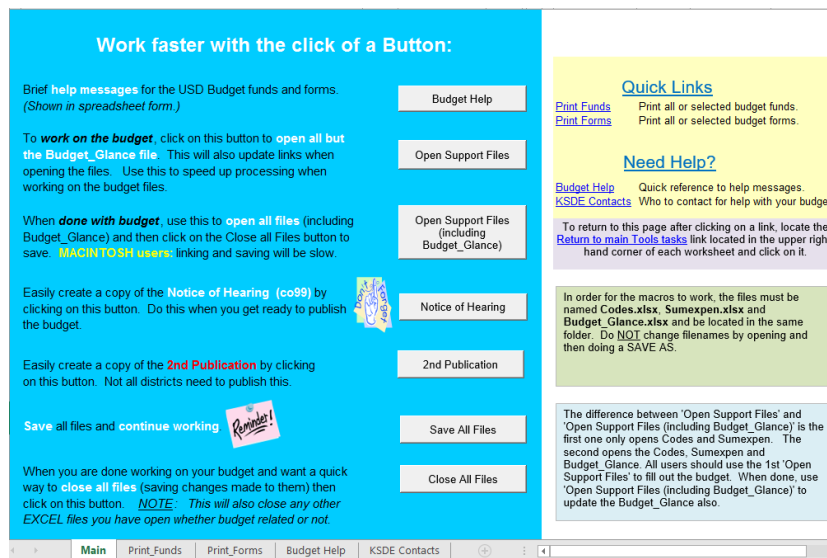 Work faster with the click of a Button:
Brief help messages for the USD Budget funds and forms.
(Shown in spreadsheet form.)
Budget Help
To work on the budget, click on this button to open all but
the Budget_Glance file. This will also update links when
opening the files. Use this to speed up processing when
working on the budget files.
Open Support Files
When done with budget, use this to open all files (including
Budget_Glance) and then click on the Close all Files button to
save. MACINTOSH users: linking and saving will be slow.
Open Support Files
(including
Budget_Glance)
Easily create a copy of the Notice of Hearing (co99) by
clicking on this button. Do this when you get ready to publish
the budget.
Don't
Forget
Notice of Hearing
Easily create a copy of the 2nd Publication by clicking
on this button. Not all districts need to publish this.
2nd Publication
Save all files and continue working
Reminder!
Save All Files
When you are done working on your budget and want a quick
way to close all files (saving changes made to them) then
click on this button. NOTE: This will also close any other
EXCEL files you have open whether budget related or not.
Close All Files
Quick Links
Print Funds Print all or selected budget funds.
Print Forms Print all or selected budget forms.
Need Help?
Budget Help Quick reference to help messages.
KSDE Contacts Who to contact for help with your budge
To return to this page after clicking on a link, locate the
Return to main Tools tasks link located in the upper righ
hand corner of each worksheet and click on it.
In order for the macros to work, the files must be
named Codes.xlsx, Sumexpen.xlsx and
Budget_Glance.xlsx and be located in the same
folder. Do NOT change filenames by opening and
then doing a SAVE AS.
The difference between 'Open Support Files' and
'Open Support Files (including Budget_Glance)' is the
first one only opens Codes and Sumexpen. The
second opens the Codes, Sumexpen and
Budget_Glance. All users should use the 1st 'Open
Support Files' to fill out the budget. When done, use
'Open Support Files (including Budget_Glance)' to
update the Budget_Glance also.
Main Print_Funds Print_Forms Budget Help KSDE Contacts